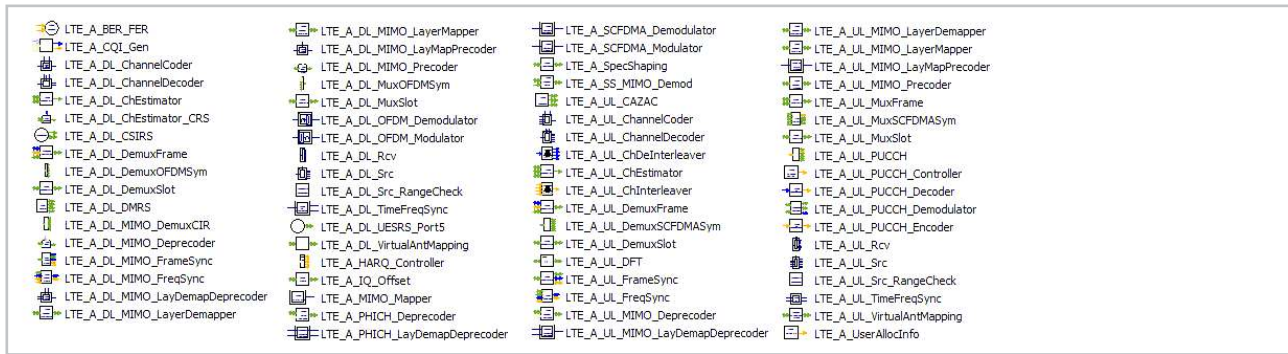 LTE_A_BER_FER
LTE_A_CQI_Gen
LTE_A_DL_ChannelCoder
LTE_A_DL_ChannelDecoder
LTE_A_DL_ChEstimator
LTE_A_DL_ChEstimator_CRS
LTE_A_DL_CSIRS
LTE_A_DL_DemuxFrame
LTE_A_DL_DemuxOFDMSym
LTE_A_DL_DemuxSlot
LTE_A_DL_DMRS
LTE_A_DL_MIMO_DemuxCIR
LTE_A_DL_MIMO_Deprecoder
LTE_A_DL_MIMO_FrameSync
LTE_A_DL_MIMO_FreqSync
LTE_A_DL_MIMO_LayDemapDeprecoder
LTE_A_DL_MIMO_LayerDemapper
LTE_A_DL_MIMO_LayerMapper
LTE_A_DL_MIMO_LayMapPrecoder
LTE_A_DL_MIMO_Precoder
LTE_A_DL_MuxOFDMSym
LTE_A_DL_MuxSlot
LTE_A_DL_OFDM_Demodulator
LTE_A_DL_OFDM_Modulator
LTE_A_DL_Rcv
LTE_A_DL_Src
LTE_A_DL_Src_RangeCheck
LTE_A_DL_TimeFreqSync
LTE_A_DL_UESRS_Port5
LTE_A_DL_VirtualAntMapping
LTE_A_HARQ_Controller
LTE_A_IQ_Offset
LTE_A_MIMO_Mapper
LTE_A_PHICH_Deprecoder
LTE_A_PHICH_LayDemapDeprecoder
LTE_A_SCFDMA_Demodulator
LTE_A_SCFDMA_Modulator
LTE_A_SpecShaping
LTE_A_SS_MIMO_Demod
LTE_A_UL_CAZAC
LTE_A_UL_ChannelCoder
LTE_A_UL_ChannelDecoder
LTE_A_UL_ChDeInterleaver
LTE_A_UL_ChEstimator
LTE_A_UL_ChInterleaver
LTE_A_UL_DemuxFrame
LTE_A_UL_DemuxSCFDMASym
LTE_A_UL_DemuxSlot
LTE_A_UL_DFT
LTE_A_UL_FrameSync
LTE_A_UL_FreqSync
LTE_A_UL_MIMO_Deprecoder
LTE_A_UL_MIMO_LayDemapDeprecoder
LTE_A_UL_MIMO_LayerDemapper
LTE_A_UL_MIMO_LayerMapper
LTE_A_UL_MIMO_LayMapPrecoder
LTE_A_UL_MIMO_Precoder
LTE_A_UL_MuxFrame
LTE_A_UL_MuxSCFDMASym
LTE_A_UL_MuxSlot
LTE_A_UL_PUCCH
LTE_A_UL_PUCCH_Controller
LTE_A_UL_PUCCH_Decoder
LTE_A_UL_PUCCH_Demodulator
LTE_A_UL_PUCCH_Encoder
LTE_A_UL_Rcv
LTE_A_UL_Src
LTE_A_UL_Src_RangeCheck
LTE_A_UL_TimeFreqSync
LTE_A_UL_VirtualAntMapping
LTE_A_UserAllocInfo